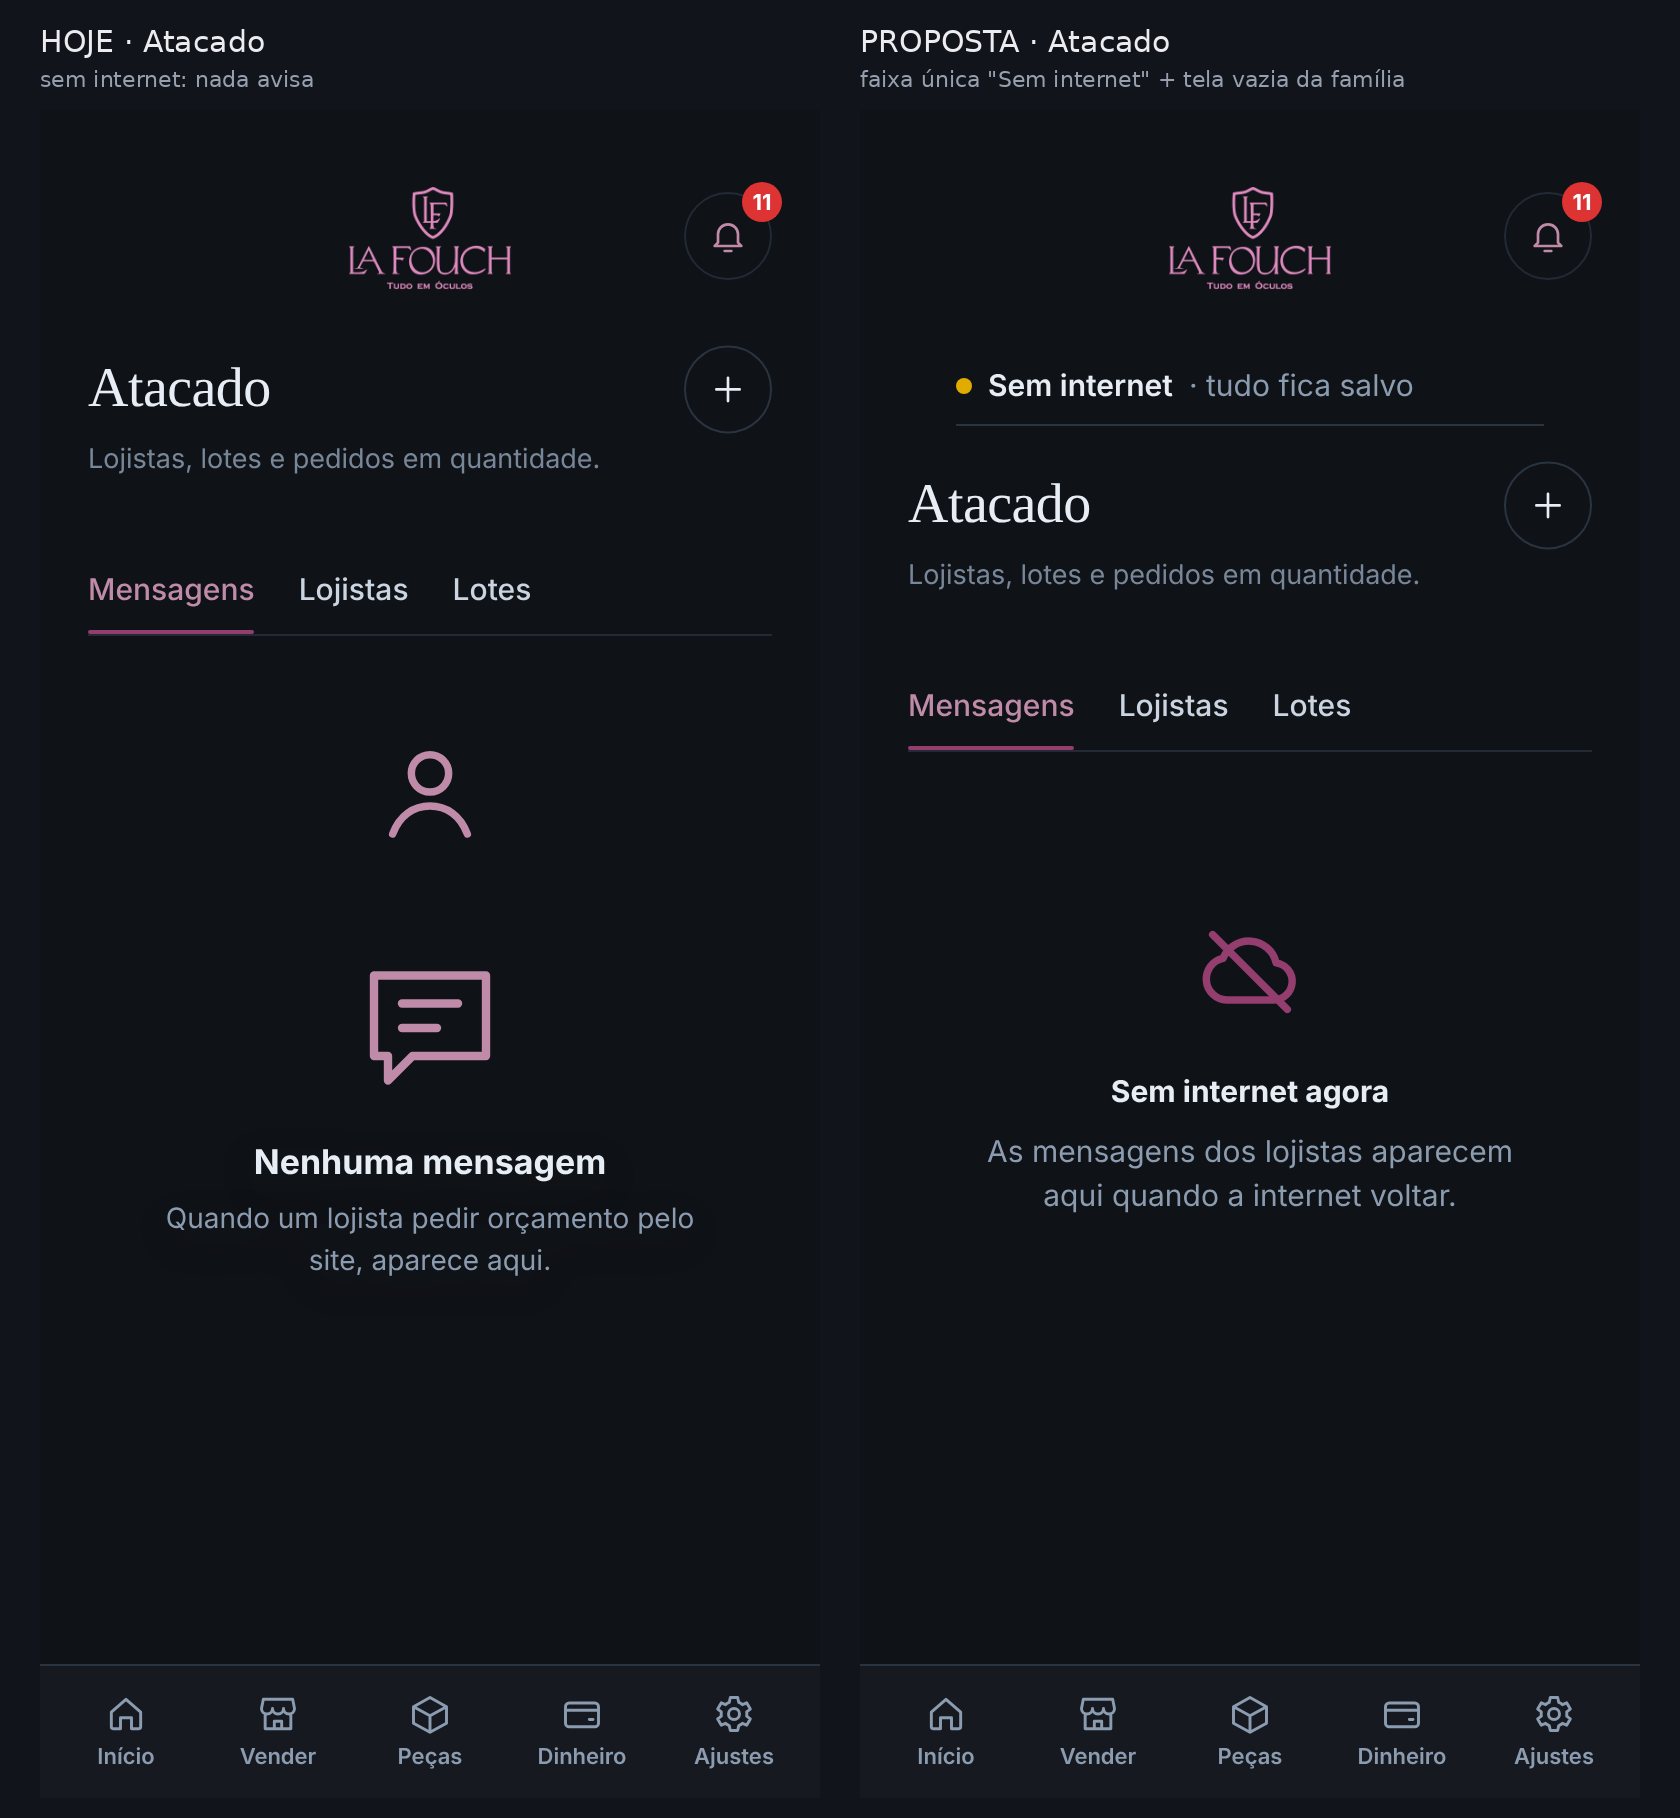 HOJE · Atacado
sem internet: nada avisa
LF
LA FOUCH
TUDO EM ÓCULOS
11
Atacado
Lojistas, lotes e pedidos em quantidade.
Mensagens Lojistas Lotes
Nenhuma mensagem
Quando um lojista pedir orçamento pelo
site, aparece aqui.
Início Vender Peças Dinheiro Ajustes
PROPOSTA · Atacado
faixa única "Sem internet" + tela vazia da família
LF
LA FOUCH
TUDO EM ÓCULOS
11
Sem internet · tudo fica salvo
Atacado
Lojistas, lotes e pedidos em quantidade.
Mensagens Lojistas Lotes
Sem internet agora
As mensagens dos lojistas aparecem
aqui quando a internet voltar.
Início Vender Peças Dinheiro Ajustes